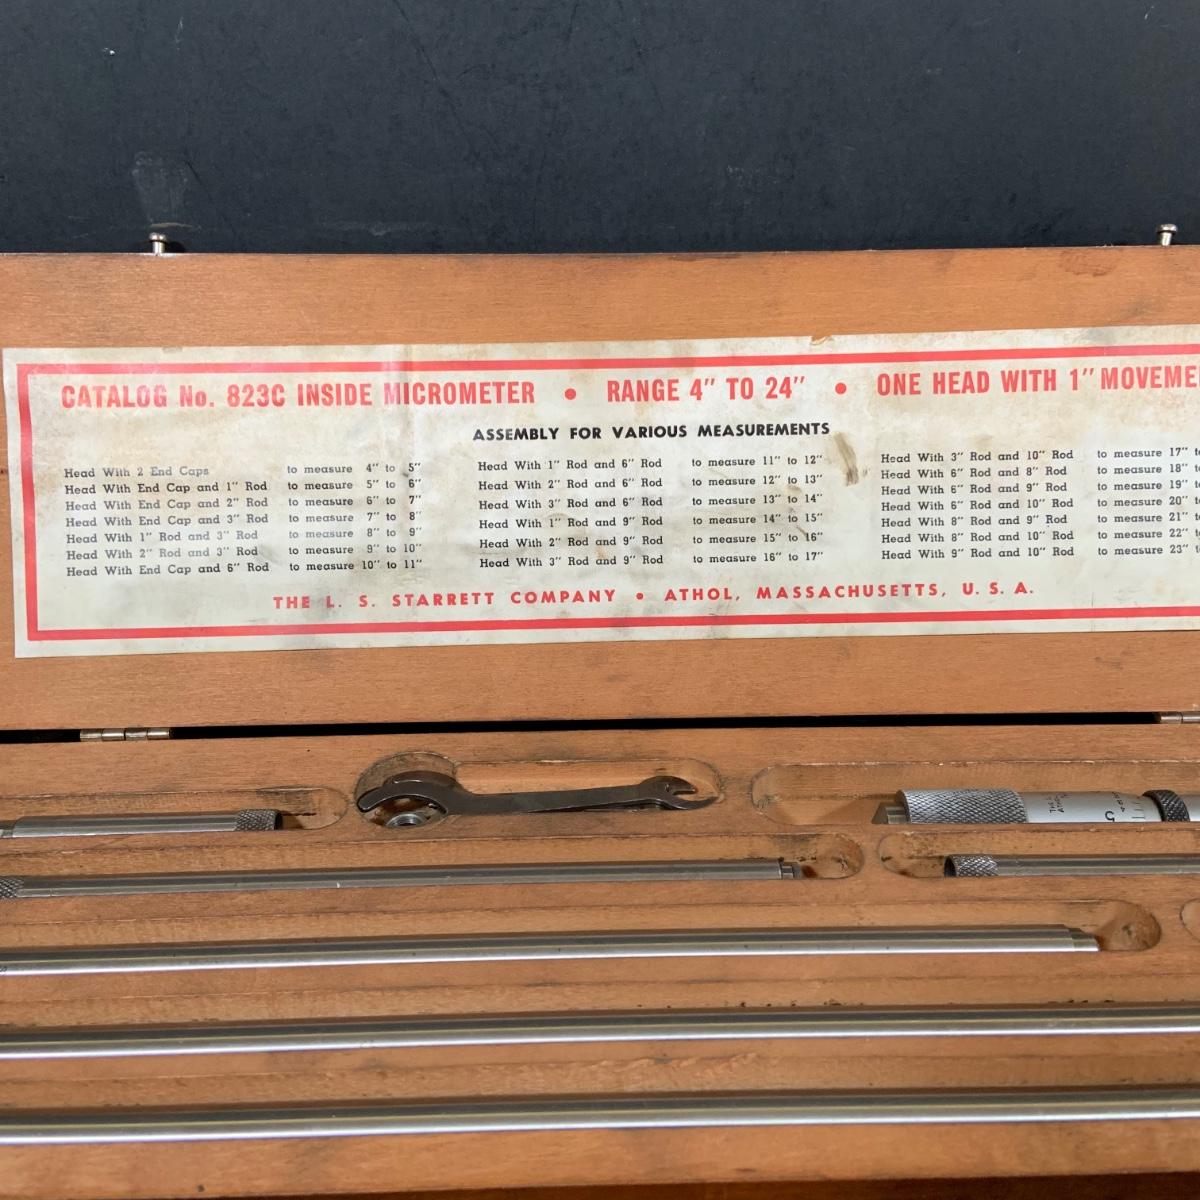 CATALOG No. 823C INSIDE MICROMETER • RANGE 4" TO 24" • ONE HEAD WITH 1" MOVEME
ASSEMBLY FOR VARIOUS MEASUREMENTS
Head With 2 End Caps to measure 4" to 5"
Head With End Cap and 1" Rod to measure 5" to 6"
Head With End Cap and 2" Rod to measure 6" to 7"
Head With End Cap and 3" Rod to measure 7" to 8"
Head With 1" Rod and 3" Rod to measure 8" to 9"
Head With 2" Rod and 3" Rod to measure 9" to 10"
Head With End Cap and 6" Rod to measure 10" to 11"
Head With 1" Rod and 6" Rod to measure 11" to 12"
Head With 2" Rod and 6" Rod to measure 12" to 13"
Head With 3" Rod and 6" Rod to measure 13" to 14"
Head With 1" Rod and 9" Rod to measure 14" to 15"
Head With 2" Rod and 9" Rod to measure 15" to 16"
Head With 3" Rod and 9" Rod to measure 16" to 17"
Head With 3" Rod and 10" Rod to measure 17" t
Head With 6" Rod and 8" Rod to measure 18" t
Head With 6" Rod and 9" Rod to measure 19" t
Head With 6" Rod and 10" Rod to measure 20" t
Head With 8" Rod and 9" Rod to measure 21" t
Head With 8" Rod and 10" Rod to measure 22" t
Head With 9" Rod and 10" Rod to measure 23" t
THE L. S. STARRETT COMPANY • ATHOL, MASSACHUSETTS, U. S. A.